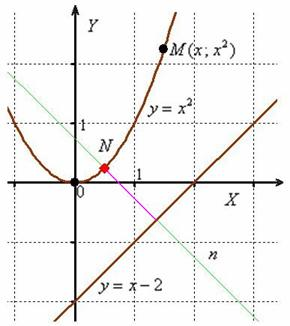 Y
M(x; x²)
y = x²
1
N
0
1
X
n
y = x − 2